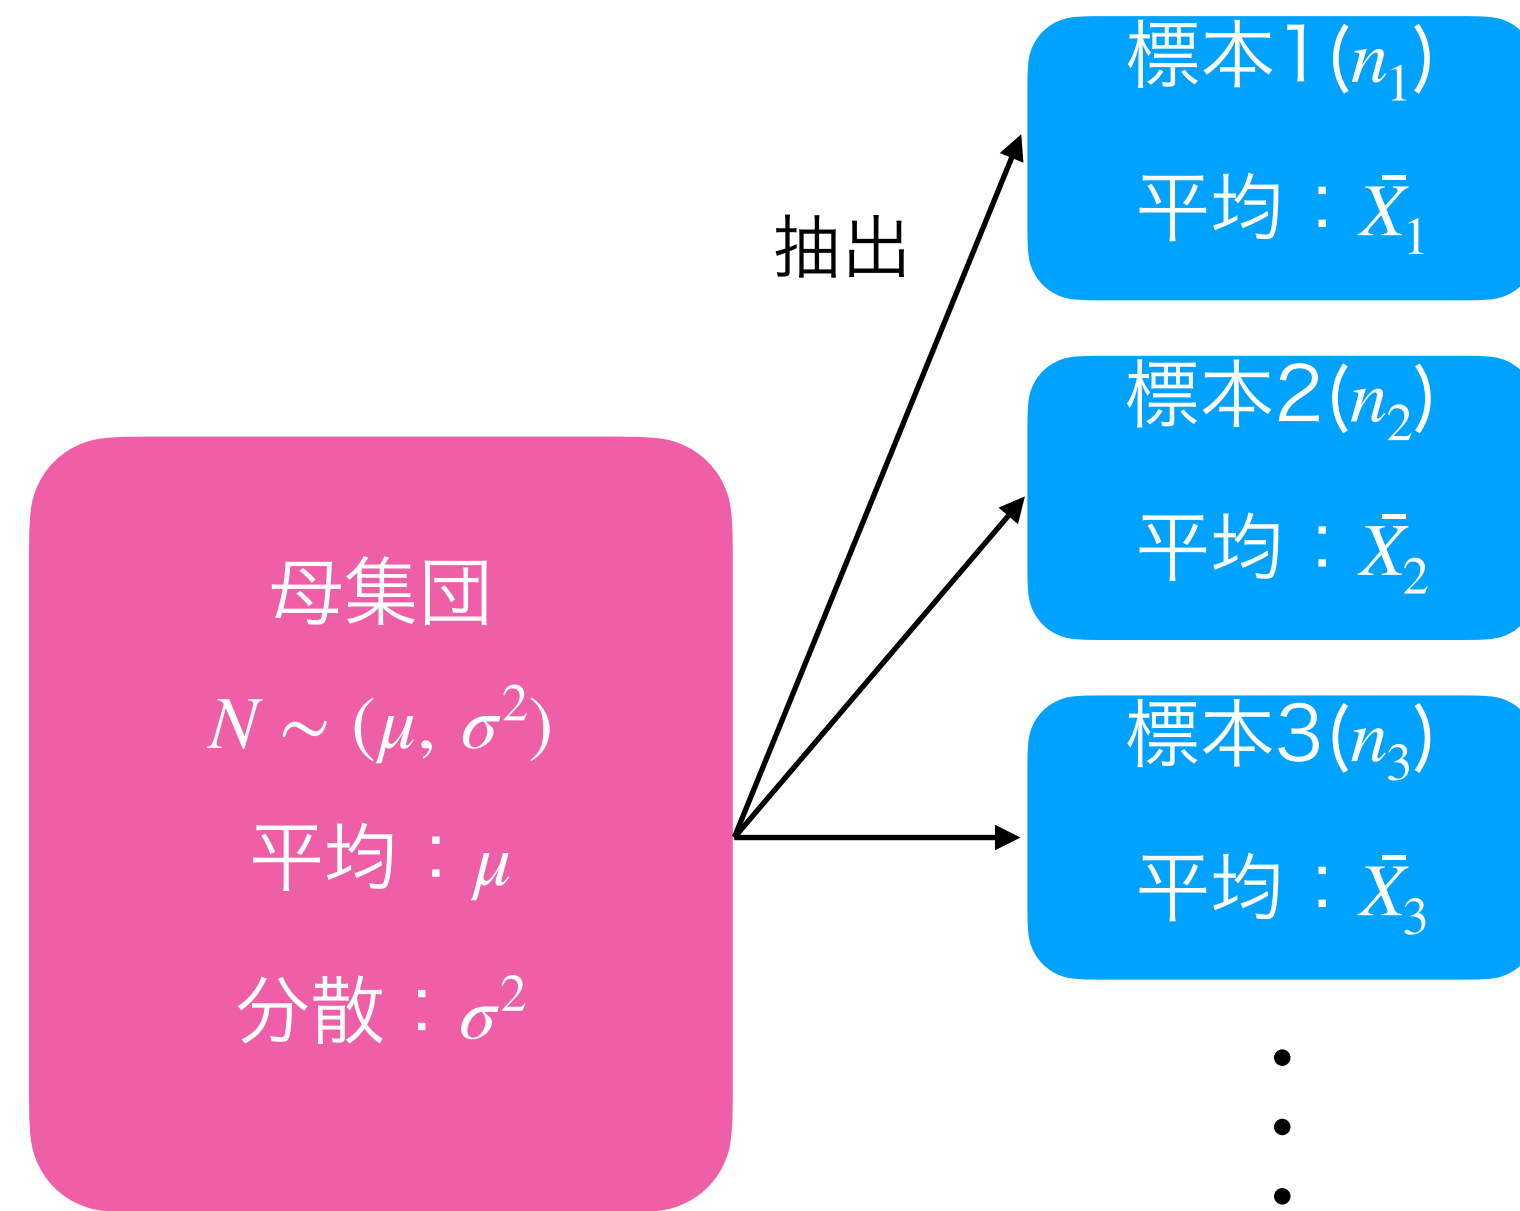 母集団
N ~ (μ, σ²)
平均：μ
分散：σ²
抽出
標本1(n₁)
平均：X̄₁
標本2(n₂)
平均：X̄₂
標本3(n₃)
平均：X̄₃